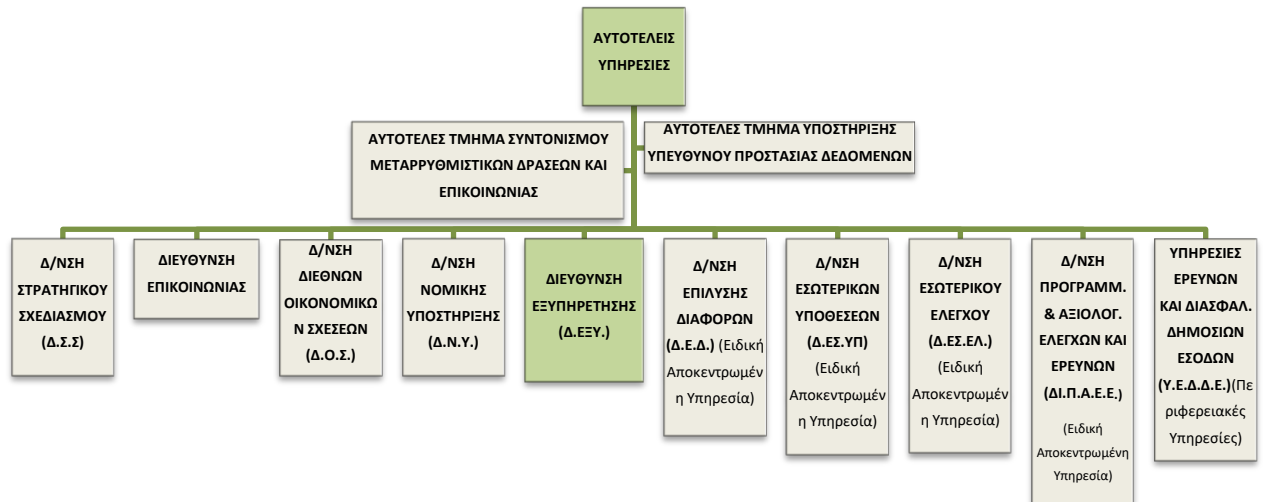 ΑΥΤΟΤΕΛΕΙΣ
ΥΠΗΡΕΣΙΕΣ
ΑΥΤΟΤΕΛΕΣ ΤΜΗΜΑ ΣΥΝΤΟΝΙΣΜΟΥ
ΜΕΤΑΡΡΥΘΜΙΣΤΙΚΩΝ ΔΡΑΣΕΩΝ ΚΑΙ
ΕΠΙΚΟΙΝΩΝΙΑΣ
ΑΥΤΟΤΕΛΕΣ ΤΜΗΜΑ ΥΠΟΣΤΗΡΙΞΗΣ
ΥΠΕΥΘΥΝΟΥ ΠΡΟΣΤΑΣΙΑΣ ΔΕΔΟΜΕΝΩΝ
Δ/ΝΣΗ
ΣΤΡΑΤΗΓΙΚΟΥ
ΣΧΕΔΙΑΣΜΟΥ
(Δ.Σ.Σ)
ΔΙΕΥΘΥΝΣΗ
ΕΠΙΚΟΙΝΩΝΙΑΣ
Δ/ΝΣΗ
ΔΙΕΘΝΩΝ
ΟΙΚΟΝΟΜΙΚΩ
Ν ΣΧΕΣΕΩΝ
(Δ.Ο.Σ.)
Δ/ΝΣΗ
ΝΟΜΙΚΗΣ
ΥΠΟΣΤΗΡΙΞΗΣ
(Δ.Ν.Υ.)
ΔΙΕΥΘΥΝΣΗ
ΕΞΥΠΗΡΕΤΗΣΗΣ
(Δ.ΕΞΥ.)
Δ/ΝΣΗ
ΕΠΙΛΥΣΗΣ
ΔΙΑΦΟΡΩΝ
(Δ.Ε.Δ.) (Ειδική
Αποκεντρωμέν
η Υπηρεσία)
Δ/ΝΣΗ
ΕΣΩΤΕΡΙΚΩΝ
ΥΠΟΘΕΣΕΩΝ
(Δ.ΕΣ.ΥΠ)
(Ειδική
Αποκεντρωμέν
η Υπηρεσία)
Δ/ΝΣΗ
ΕΣΩΤΕΡΙΚΟΥ
ΕΛΕΓΧΟΥ
(Δ.ΕΣ.ΕΛ.)
(Ειδική
Αποκεντρωμέν
η Υπηρεσία)
Δ/ΝΣΗ
ΠΡΟΓΡΑΜΜ.
& ΑΞΙΟΛΟΓ.
ΕΛΕΓΧΩΝ ΚΑΙ
ΕΡΕΥΝΩΝ
(ΔΙ.Π.Α.Ε.Ε.)
(Ειδική
Αποκεντρωμένη
Υπηρεσία)
ΥΠΗΡΕΣΙΕΣ
ΕΡΕΥΝΩΝ
ΚΑΙ ΔΙΑΣΦΑΛ.
ΔΗΜΟΣΙΩΝ
ΕΣΟΔΩΝ
(Υ.Ε.Δ.Δ.Ε.)(Πε
ριφερειακές
Υπηρεσίες)